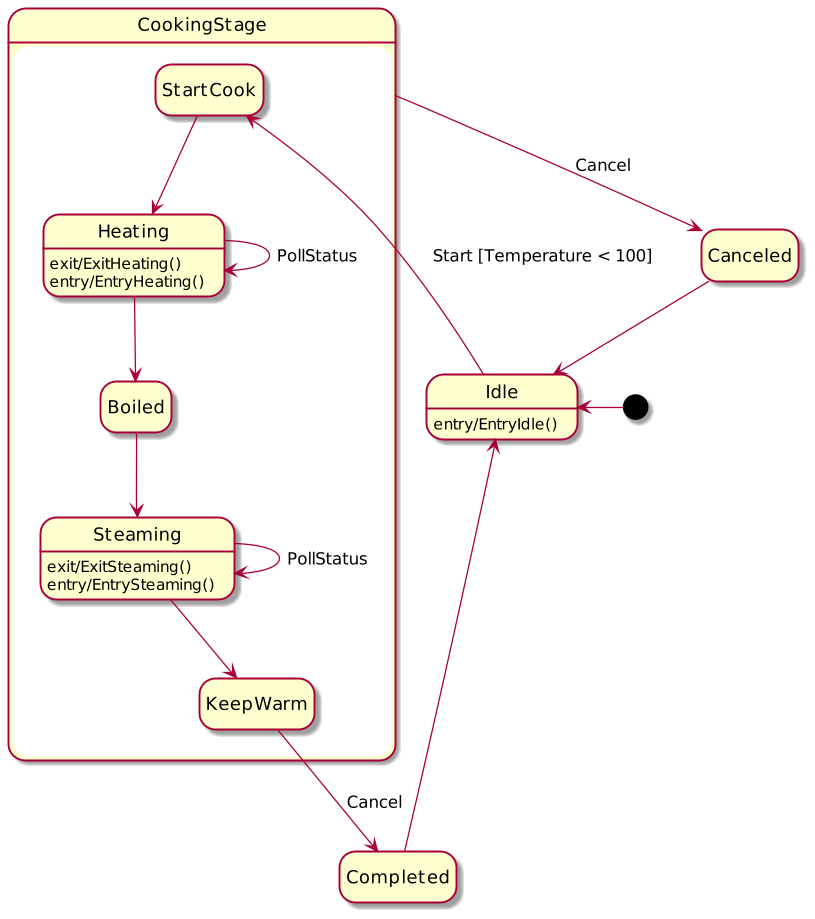 CookingStage
StartCook
Cancel
Heating
exit/ExitHeating()
entry/EntryHeating()
PollStatus
Start [Temperature < 100]
Canceled
Boiled
Idle
entry/EntryIdle()
Steaming
exit/ExitSteaming()
entry/EntrySteaming()
PollStatus
KeepWarm
Cancel
Completed